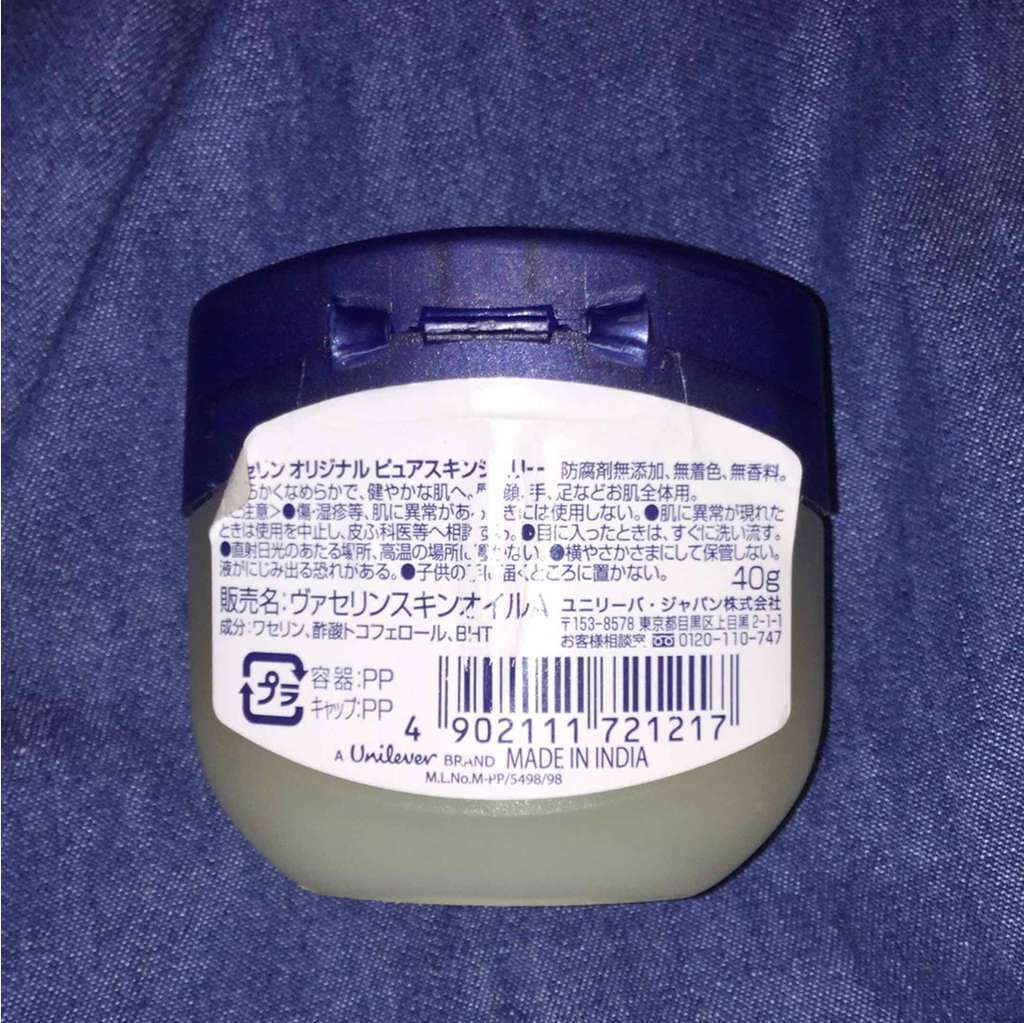 セリン オリジナル ピュアスキンジェリー 防腐剤無添加、無着色、無香料。
らかくなめらかで、健やかな肌へ。 顔、手、足などお肌全体用。
注意>●傷・湿疹等、肌に異常があ きには使用しない。●肌に異常が現れた
ときは使用を中止し、皮ふ科医等へ相談する。●目に入ったときは、すぐに洗い流す。
●直射日光のあたる場所、高温の場所に置かない。●横やさかさまにして保管しない。
液がにじみ出る恐れがある。●子供の手に届くところに置かない。 40g
販売名:ヴァセリンスキンオイルA ユニリーバ・ジャパン株式会社
成分:ワセリン、酢酸トコフェロール、BHT 〒153-8578 東京都目黒区上目黒2-1-1
お客様相談室 0120-110-747
プラ 容器:PP
キャップ:PP
4 902111 721217
A Unilever BRAND MADE IN INDIA
M.L.No.M-PP/5498/98